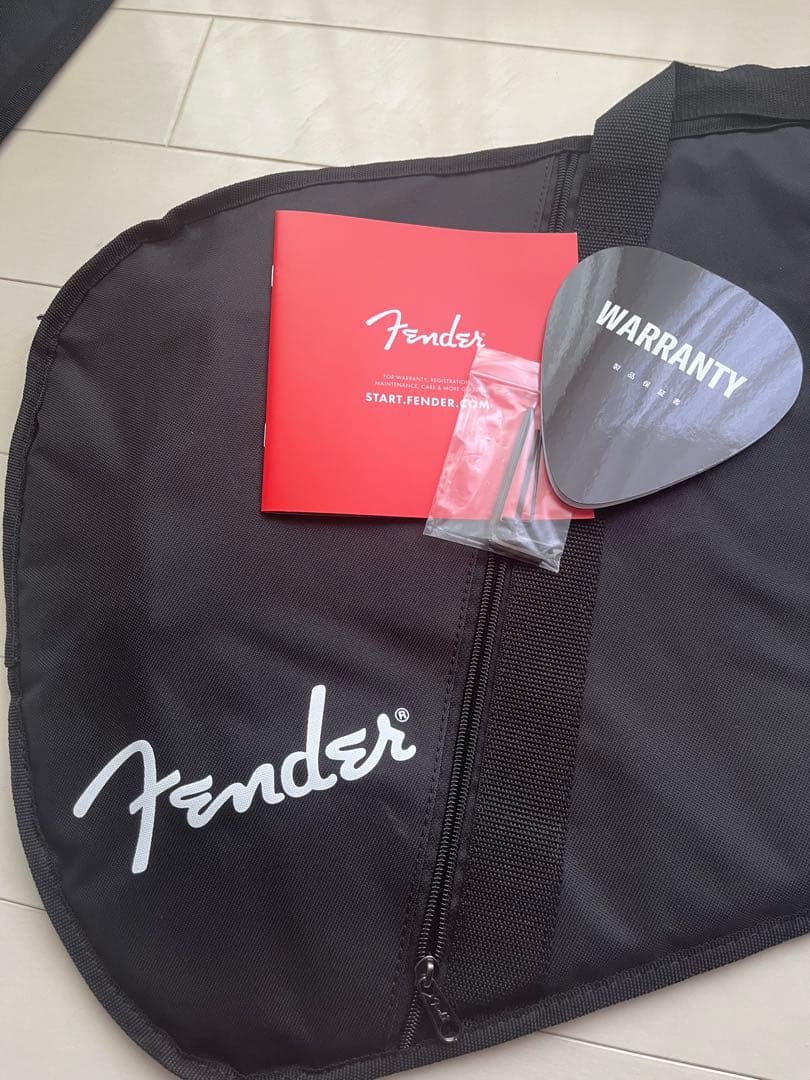 Fender
FOR WARRANTY, REGISTRATION,
MAINTENANCE, CARE & MORE GO TO
START.FENDER.COM
WARRANTY
製品保証書
Fender®